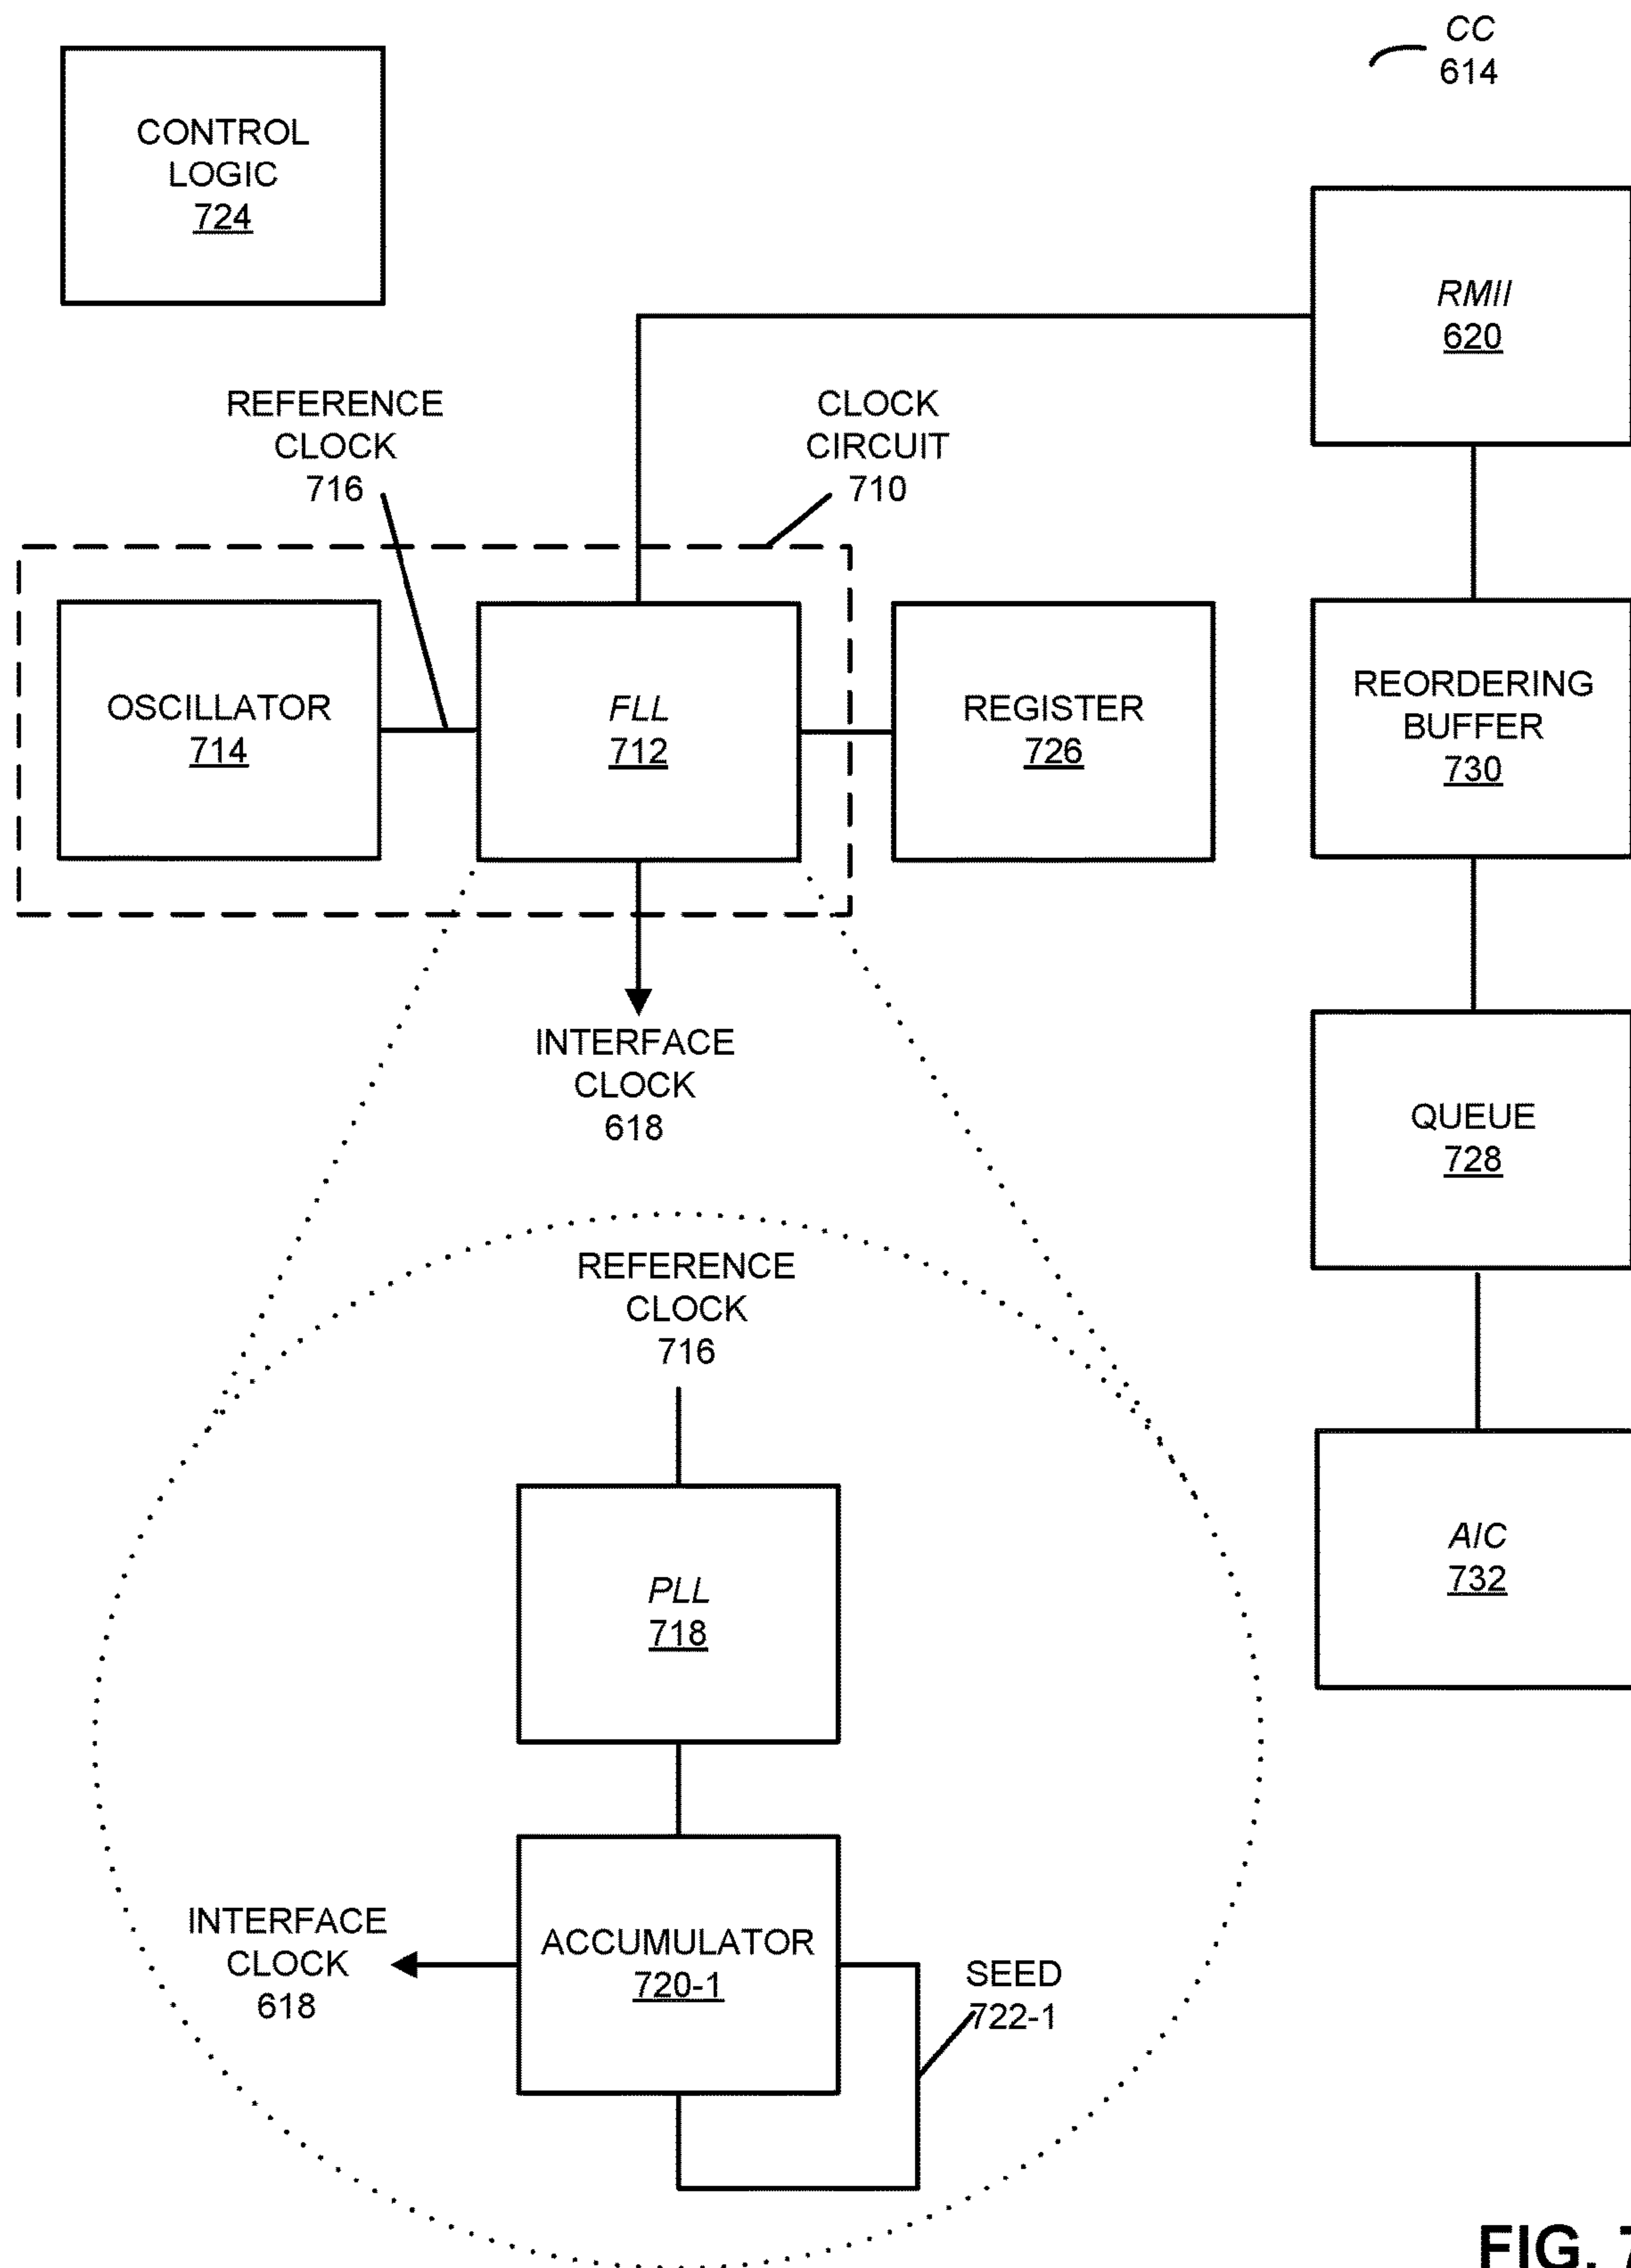 CC
614
CONTROL
LOGIC
724
RMII
620
REFERENCE
CLOCK
716
CLOCK
CIRCUIT
710
OSCILLATOR
714
FLL
712
REGISTER
726
REORDERING
BUFFER
730
INTERFACE
CLOCK
618
QUEUE
728
REFERENCE
CLOCK
716
PLL
718
AIC
732
INTERFACE
CLOCK
618
ACCUMULATOR
720-1
SEED
722-1
FIG. 7